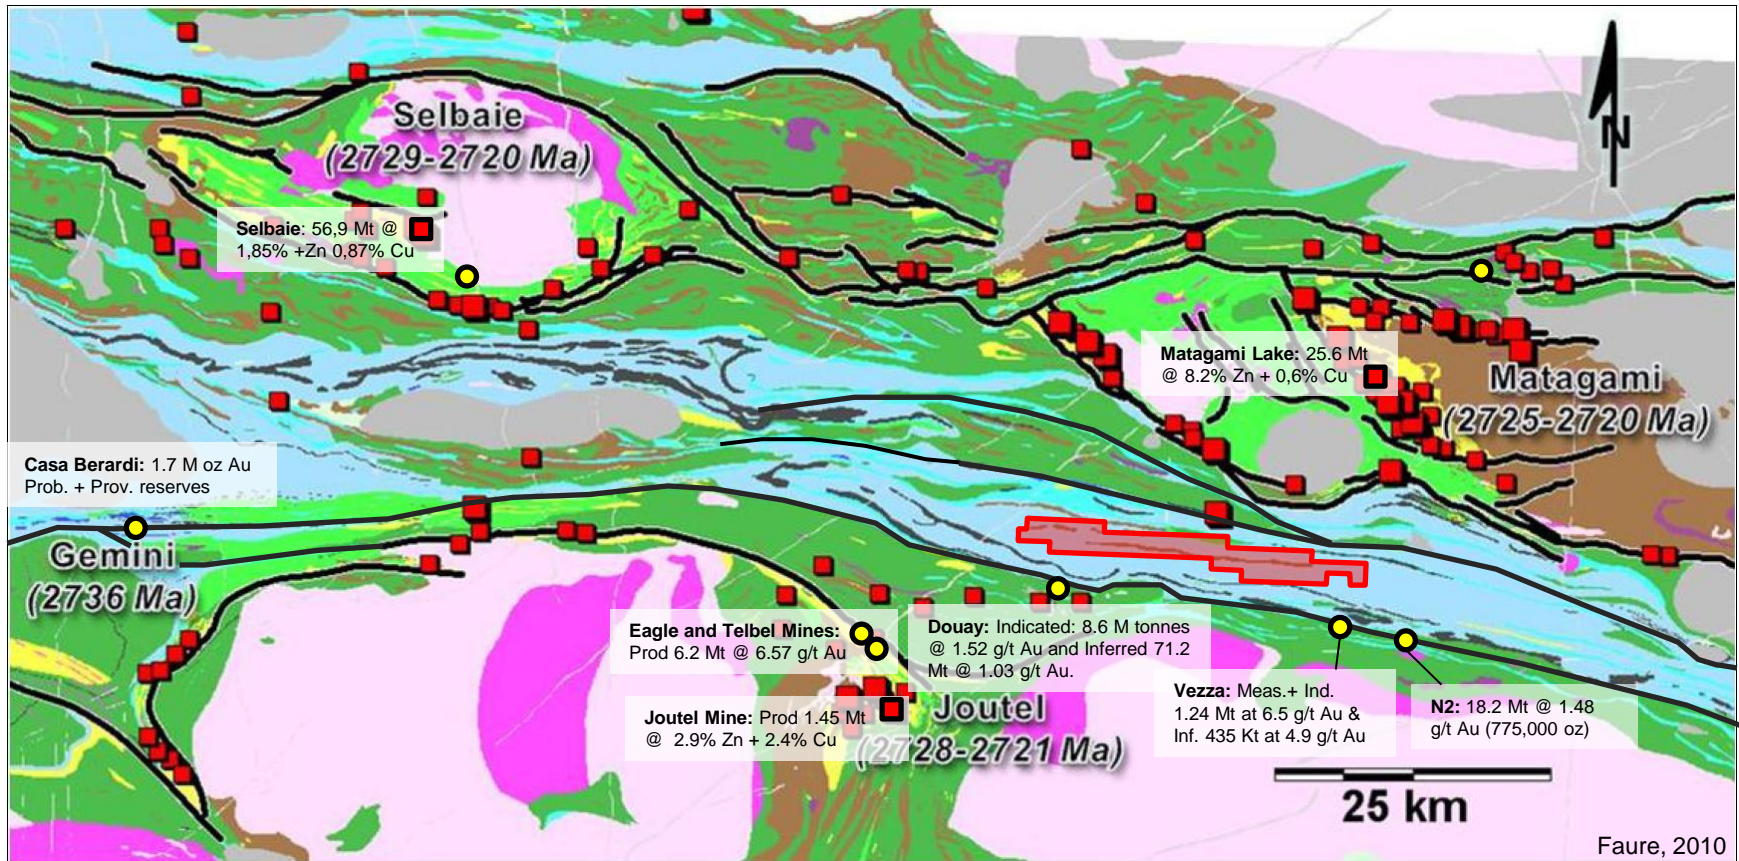 N
Selbaie
(2729-2720 Ma)
Selbaie: 56,9 Mt @
1,85% +Zn 0,87% Cu
Matagami Lake: 25.6 Mt
@ 8.2% Zn + 0,6% Cu
Matagami
(2725-2720 Ma)
Casa Berardi: 1.7 M oz Au
Prob. + Prov. reserves
Gemini
(2736 Ma)
Eagle and Telbel Mines:
Prod 6.2 Mt @ 6.57 g/t Au
Douay: Indicated: 8.6 M tonnes
@ 1.52 g/t Au and Inferred 71.2
Mt @ 1.03 g/t Au.
Joutel Mine: Prod 1.45 Mt
@ 2.9% Zn + 2.4% Cu
Joutel
(2728-2721 Ma)
Vezza: Meas.+ Ind.
1.24 Mt at 6.5 g/t Au &
Inf. 435 Kt at 4.9 g/t Au
N2: 18.2 Mt @ 1.48
g/t Au (775,000 oz)
25 km
Faure, 2010